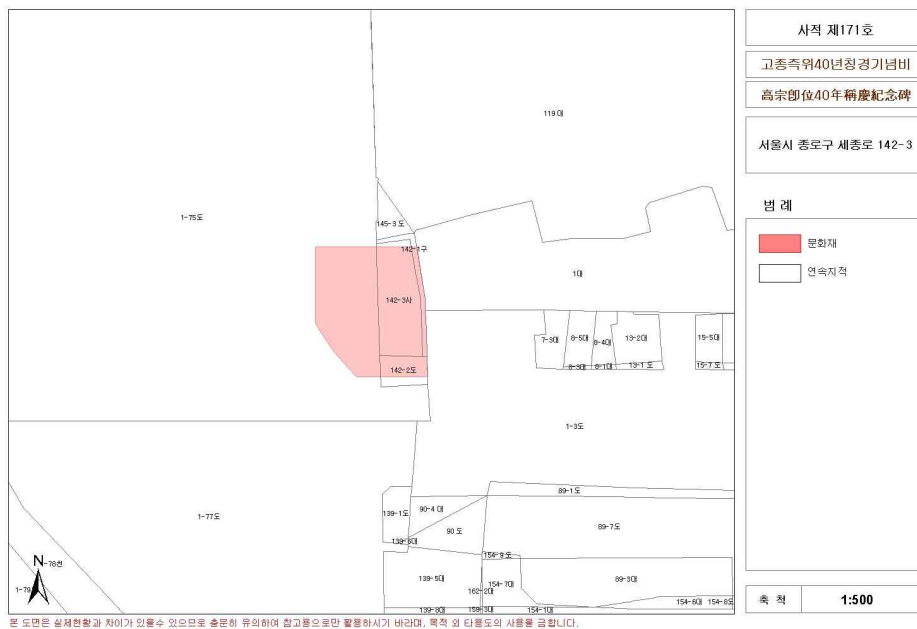 사적 제171호
고종즉위40년칭경기념비
高宗卽位40年稱慶紀念碑
서울시 종로구 세종로 142-3
범 례
문화재
연속지적
축 척
1:500
119대
1-75도
145-3도
142-1구
1대
142-3사
142-2도
7-3대
8-5대
8-4대
13-2대
15-5대
8-3대
8-1대
13-1도
15-7도
1-3도
89-1도
1-77도
139-1도
90-4대
90도
89-7도
139-6대
154-9도
N
1-79
139-5대
154-7대
89-3대
162-2대
139-8대
159-3대
154-1대
154-6대
154-8도
본 도면은 실제현황과 차이가 있을수 있으므로 충분히 유의하여 참고용으로만 활용하시기 바라며, 목적 외 타용도의 사용을 금합니다.